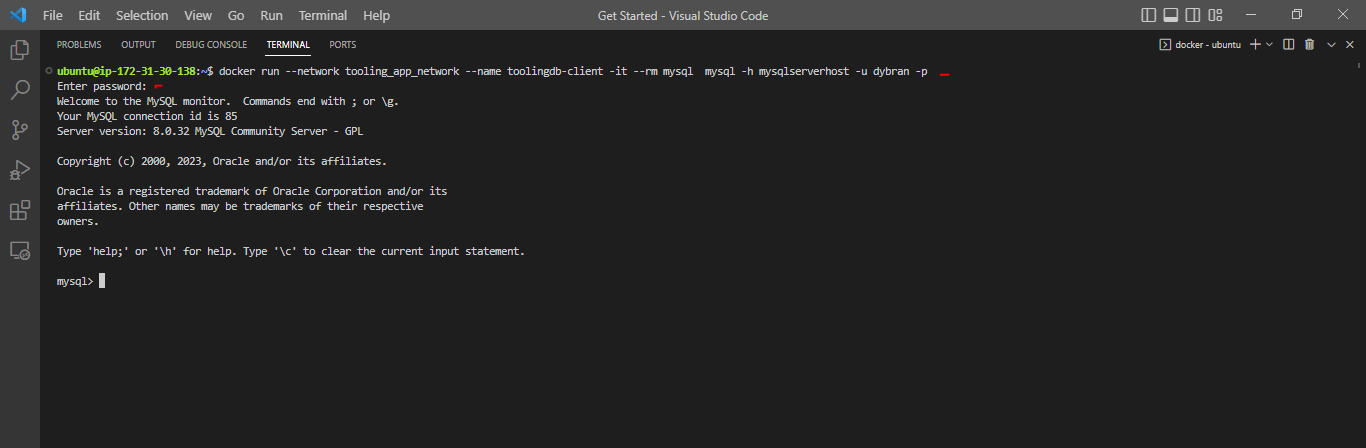 File Edit Selection View Go Run Terminal Help Get Started - Visual Studio Code
PROBLEMS OUTPUT DEBUG CONSOLE TERMINAL PORTS docker - ubuntu
ubuntu@ip-172-31-30-138:~$ docker run --network tooling_app_network --name toolingdb-client -it --rm mysql  mysql -h mysqlserverhost -u dybran -p
Enter password:
Welcome to the MySQL monitor.  Commands end with ; or \g.
Your MySQL connection id is 85
Server version: 8.0.32 MySQL Community Server - GPL
Copyright (c) 2000, 2023, Oracle and/or its affiliates.
Oracle is a registered trademark of Oracle Corporation and/or its
affiliates. Other names may be trademarks of their respective
owners.
Type 'help;' or '\h' for help. Type '\c' to clear the current input statement.
mysql>